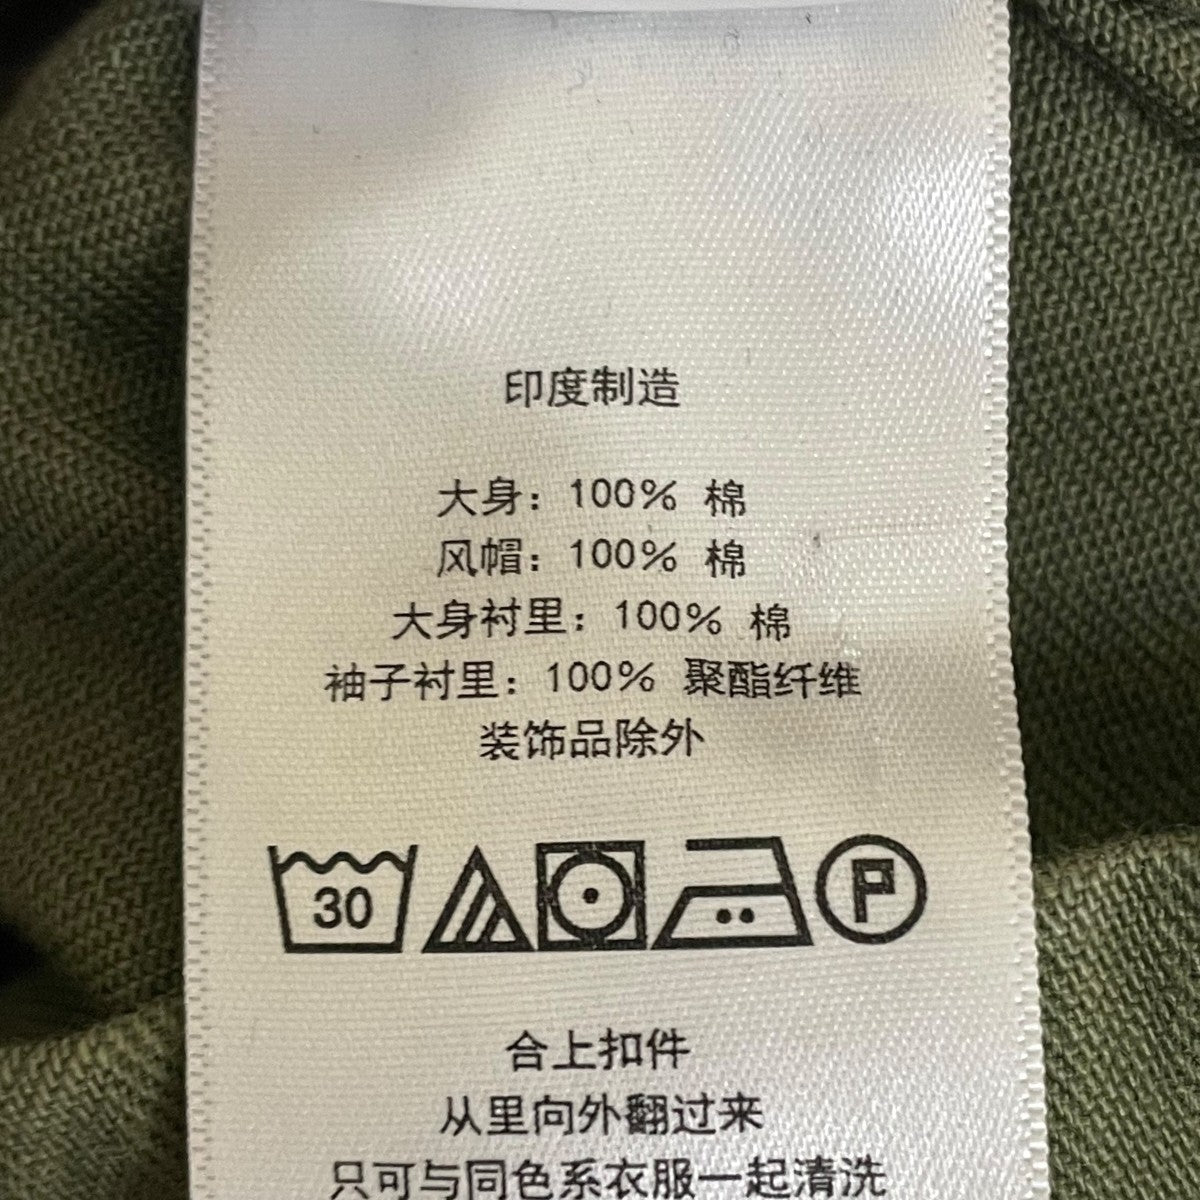 印度制造
大身: 100% 棉
风帽: 100% 棉
大身衬里: 100% 棉
袖子衬里: 100% 聚酯纤维
装饰品除外
30 P
合上扣件
从里向外翻过来
只可与同色系衣服一起清洗